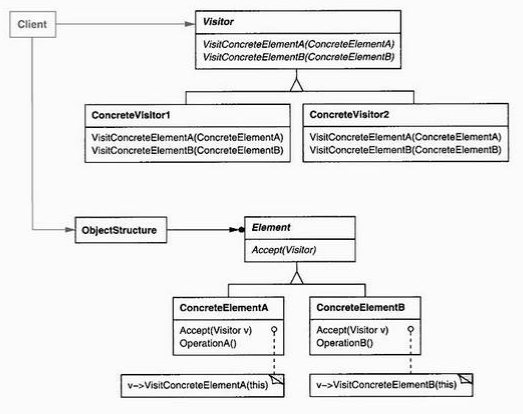 Client
Visitor
VisitConcreteElementA(ConcreteElementA)
VisitConcreteElementB(ConcreteElementB)
ConcreteVisitor1
VisitConcreteElementA(ConcreteElementA)
VisitConcreteElementB(ConcreteElementB)
ConcreteVisitor2
VisitConcreteElementA(ConcreteElementA)
VisitConcreteElementB(ConcreteElementB)
ObjectStructure
Element
Accept(Visitor)
ConcreteElementA
Accept(Visitor v)
OperationA()
ConcreteElementB
Accept(Visitor v)
OperationB()
v–>VisitConcreteElementA(this)
v–>VisitConcreteElementB(this)